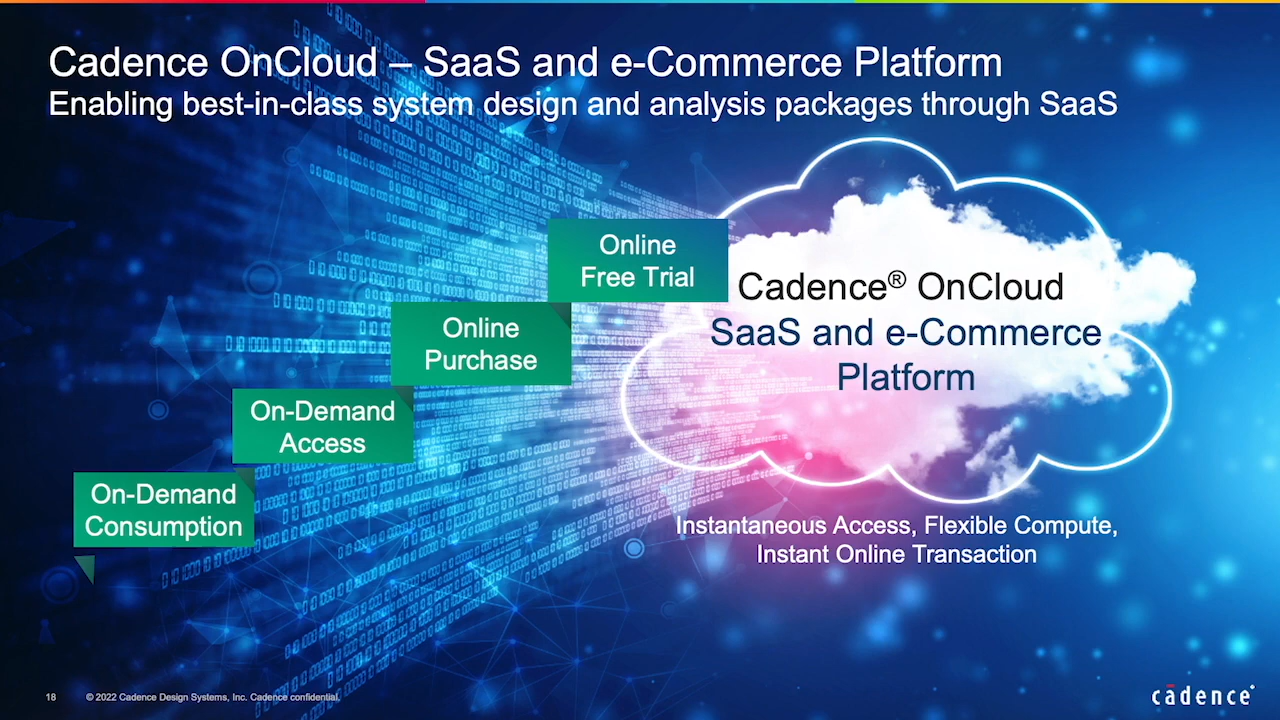 Cadence OnCloud – SaaS and e-Commerce Platform
Enabling best-in-class system design and analysis packages through SaaS
Online
Free Trial
Online
Purchase
On-Demand
Access
On-Demand
Consumption
Cadence® OnCloud
SaaS and e-Commerce
Platform
Instantaneous Access, Flexible Compute,
Instant Online Transaction
18
© 2022 Cadence Design Systems, Inc. Cadence confidential.
cādence